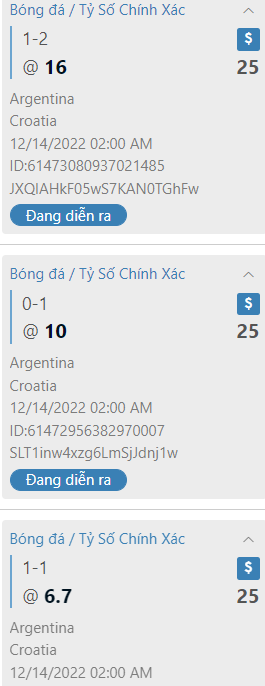 Bóng đá / Tỷ Số Chính Xác
1-2 $
@ 16 25
Argentina
Croatia
12/14/2022 02:00 AM
ID:61473080937021485
JXQIAHkF05wS7KAN0TGhFw
Đang diễn ra
Bóng đá / Tỷ Số Chính Xác
0-1 $
@ 10 25
Argentina
Croatia
12/14/2022 02:00 AM
ID:61472956382970007
SLT1inw4xzg6LmSjJdnj1w
Đang diễn ra
Bóng đá / Tỷ Số Chính Xác
1-1 $
@ 6.7 25
Argentina
Croatia
12/14/2022 02:00 AM